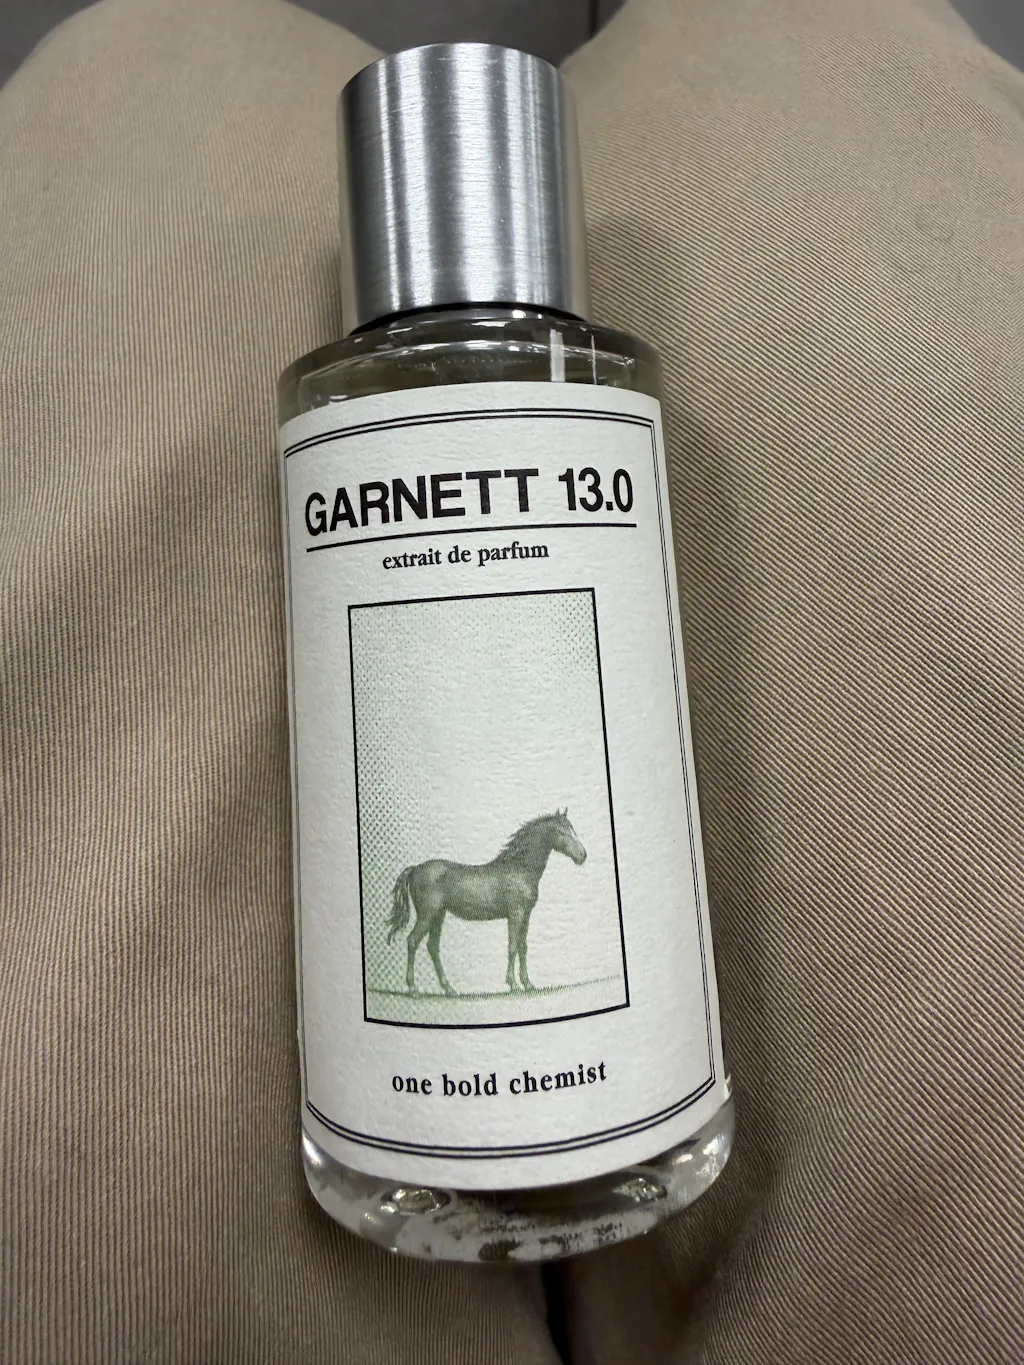 GARNETT 13.0
extrait de parfum
one bold chemist